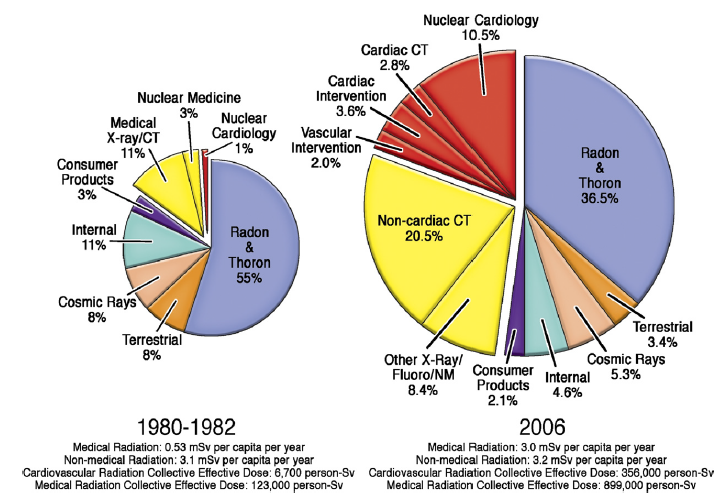 Nuclear Medicine
3%
Nuclear
Cardiology
1%
Medical
X-ray/CT
11%
Consumer
Products
3%
Internal
11%
Cosmic Rays
8%
Terrestrial
8%
Radon
&
Thoron
55%
1980-1982
Medical Radiation: 0.53 mSv per capita per year
Non-medical Radiation: 3.1 mSv per capita per year
Cardiovascular Radiation Collective Effective Dose: 6,700 person-Sv
Medical Radiation Collective Effective Dose: 123,000 person-Sv
Nuclear Cardiology
10.5%
Cardiac CT
2.8%
Cardiac
Intervention
3.6%
Vascular
Intervention
2.0%
Non-cardiac CT
20.5%
Radon
&
Thoron
36.5%
Other X-Ray/
Fluoro/NM
8.4%
Consumer
Products
2.1%
Internal
4.6%
Cosmic Rays
5.3%
Terrestrial
3.4%
2006
Medical Radiation: 3.0 mSv per capita per year
Non-medical Radiation: 3.2 mSv per capita per year
Cardiovascular Radiation Collective Effective Dose: 356,000 person-Sv
Medical Radiation Collective Effective Dose: 899,000 person-Sv